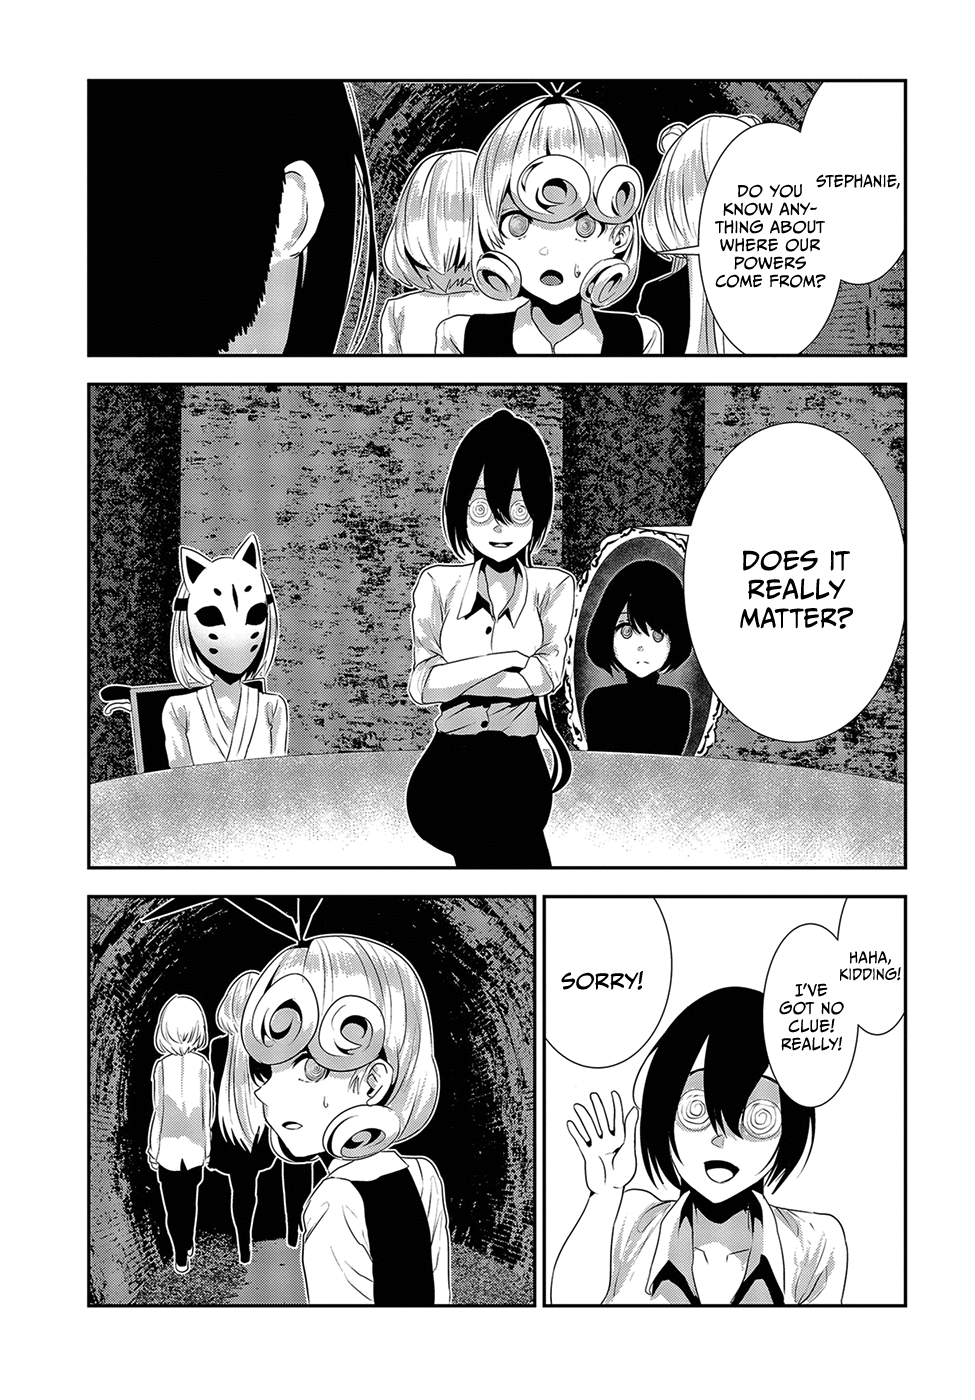 STEPHANIE,
DO YOU
KNOW ANY-
THING ABOUT
WHERE OUR
POWERS
COME FROM?
DOES IT
REALLY
MATTER?
HAHA,
KIDDING!
I'VE
GOT NO
CLUE!
REALLY!
SORRY!